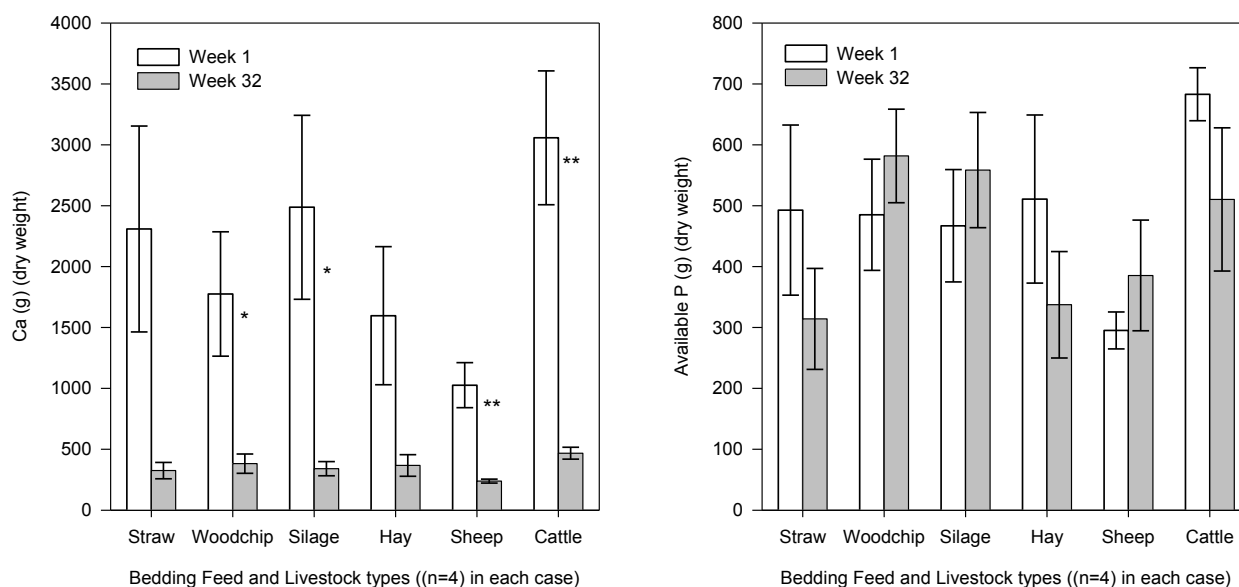 4000
3500
3000
2500
2000
1500
1000
500
0
Ca (g) (dry weight)
Week 1
Week 32
*
*
**
**
Straw Woodchip Silage Hay Sheep Cattle
Bedding Feed and Livestock types ((n=4) in each case)
800
700
600
500
400
300
200
100
0
Available P (g) (dry weight)
Week 1
Week 32
Straw Woodchip Silage Hay Sheep Cattle
Bedding Feed and Livestock types ((n=4) in each case)